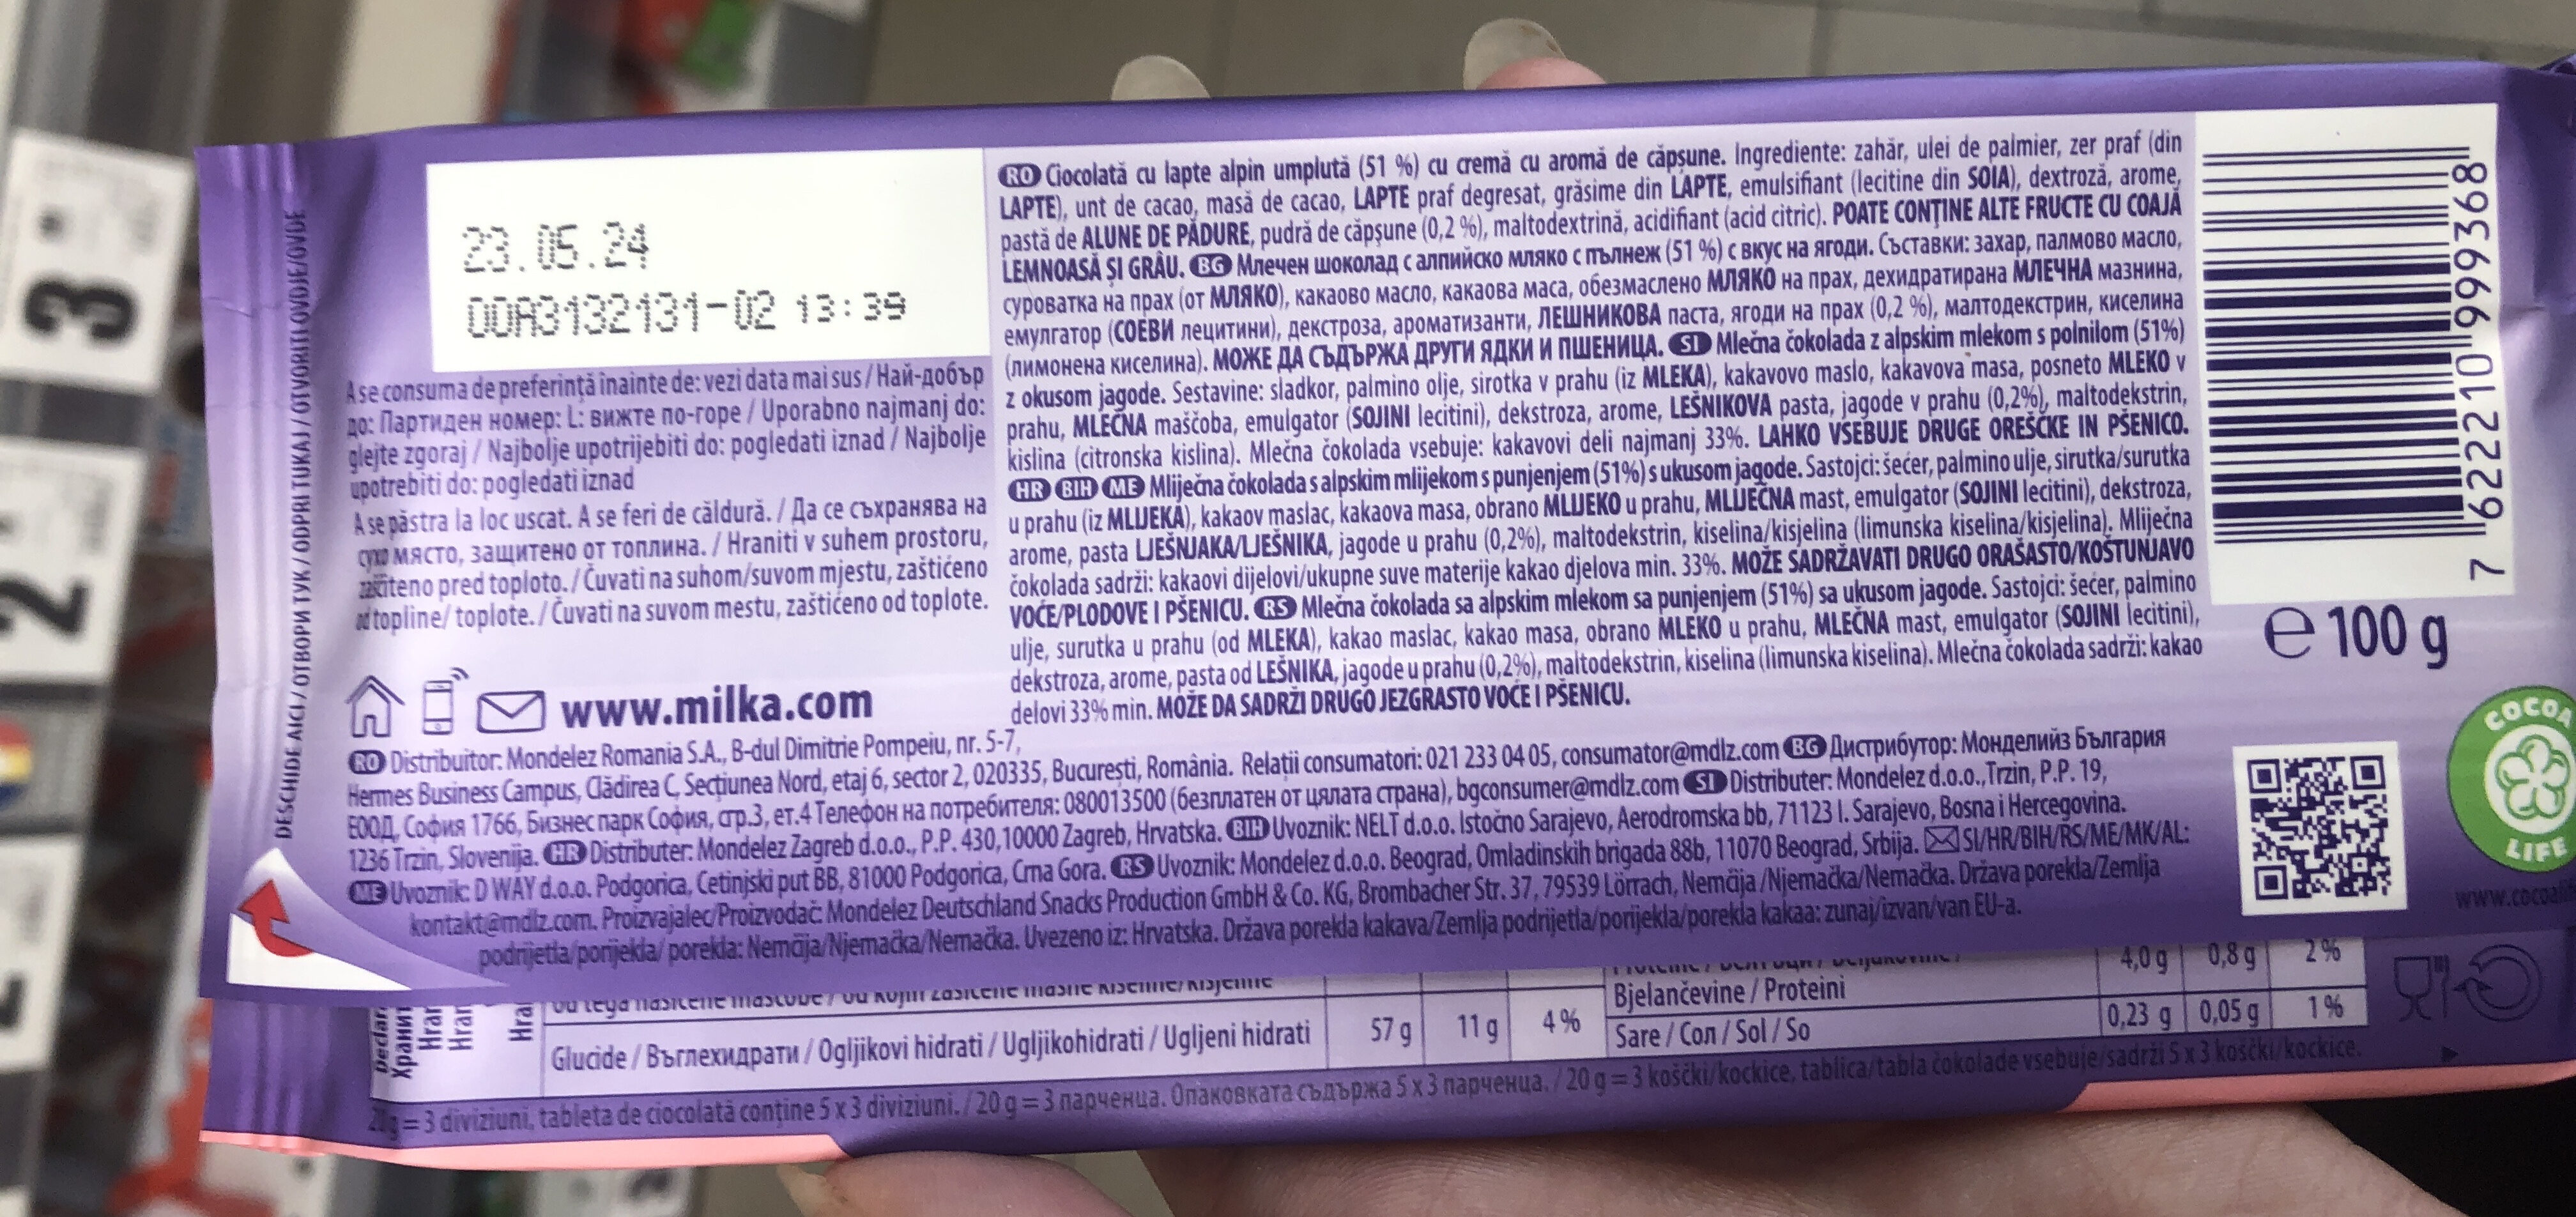 DESCHIDE AICI / ОТВОРИ ТУК / ODPRI TUKAJ / OTVORITI OVDJE/OVDE
23.05.24
OOA3132131-02 13:39
A se consuma de preferință înainte de: vezi data mai sus / Най-добър
до: Партиден номер: L: вижте по-горе / Uporabno najmanj do:
glejte zgoraj / Najbolje upotrijebiti do: pogledati iznad / Najbolje
upotrebiti do: pogledati iznad
A se păstra la loc uscat. A se feri de căldură. / Да се съхранява на
сухо място, защитено от топлина. / Hraniti v suhem prostoru,
zaščiteno pred toploto. / Čuvati na suhom/suvom mjestu, zaštićeno
od topline/ toplote. / Čuvati na suvom mestu, zaštićeno od toplote.
www.milka.com
RO Ciocolată cu lapte alpin umplută (51 %) cu cremă cu aromă de căpșune. Ingrediente: zahăr, ulei de palmier, zer praf (din
LAPTE), unt de cacao, masă de cacao, LAPTE praf degresat, grăsime din LAPTE, emulsifiant (lecitine din SOIA), dextroză, arome,
pastă de ALUNE DE PĂDURE, pudră de căpșune (0,2 %), maltodextrină, acidifiant (acid citric). POATE CONȚINE ALTE FRUCTE CU COAJĂ
LEMNOASĂ ȘI GRÂU. BG Млечен шоколад с алпийско мляко с пълнеж (51 %) с вкус на ягоди. Съставки: захар, палмово масло,
суроватка на прах (от МЛЯКО), какаово масло, какаова маса, обезмаслено МЛЯКО на прах, дехидратирана МЛЕЧНА мазнина,
емулгатор (СОЕВИ лецитини), декстроза, ароматизанти, ЛЕШНИКОВА паста, ягоди на прах (0,2 %), малтодекстрин, киселина
(лимонена киселина). МОЖЕ ДА СЪДЪРЖА ДРУГИ ЯДКИ И ПШЕНИЦА. SI Mlečna čokolada z alpskim mlekom s polnilom (51%)
z okusom jagode. Sestavine: sladkor, palmino olje, sirotka v prahu (iz MLEKA), kakavovo maslo, kakavova masa, posneto MLEKO v
prahu, MLEČNA maščoba, emulgator (SOJINI lecitini), dekstroza, arome, LEŠNIKOVA pasta, jagode v prahu (0,2%), maltodekstrin,
kislina (citronska kislina). Mlečna čokolada vsebuje: kakavovi deli najmanj 33%. LAHKO VSEBUJE DRUGE OREŠČKE IN PŠENICO.
HR BIH ME Mliječna čokolada s alpskim mlijekom s punjenjem (51%) s ukusom jagode. Sastojci: šećer, palmino ulje, sirutka/surutka
u prahu (iz MLIJEKA), kakaov maslac, kakaova masa, obrano MLIJEKO u prahu, MLIJEČNA mast, emulgator (SOJINI lecitini), dekstroza,
arome, pasta LJEŠNJAKA/LJEŠNIKA, jagode u prahu (0,2%), maltodekstrin, kiselina/kisjelina (limunska kiselina/kisjelina). Mliječna
čokolada sadrži: kakaovi dijelovi/ukupne suve materije kakao djelova min. 33%. MOŽE SADRŽAVATI DRUGO ORAŠASTO/KOŠTUNJAVO
VOĆE/PLODOVE I PŠENICU. RS Mlečna čokolada sa alpskim mlekom sa punjenjem (51%) sa ukusom jagode. Sastojci: šećer, palmino
ulje, surutka u prahu (od MLEKA), kakao maslac, kakao masa, obrano MLEKO u prahu, MLEČNA mast, emulgator (SOJINI lecitini),
dekstroza, arome, pasta od LEŠNIKA, jagode u prahu (0,2%), maltodekstrin, kiselina (limunska kiselina). Mlečna čokolada sadrži: kakao
delovi 33% min. MOŽE DA SADRŽI DRUGO JEZGRASTO VOĆE I PŠENICU.
RO Distribuitor: Mondelez Romania S.A., B-dul Dimitrie Pompeiu, nr. 5-7,
Hermes Business Campus, Clădirea C, Secțiunea Nord, etaj 6, sector 2, 020335, București, România. Relații consumatori: 021 233 04 05, consumator@mdlz.com BG Дистрибутор: Монделийз България
ЕООД, София 1766, Бизнес парк София, стр.3, ет.4 Телефон на потребителя: 080013500 (безплатен от цялата страна), bgconsumer@mdlz.com SI Distributer: Mondelez d.o.o., Trzin, P.P. 19,
1236 Trzin, Slovenija. HR Distributer: Mondelez Zagreb d.o.o., P.P. 430, 10000 Zagreb, Hrvatska. BIH Uvoznik: NELT d.o.o. Istočno Sarajevo, Aerodromska bb, 71123 I. Sarajevo, Bosna i Hercegovina.
ME Uvoznik: D WAY d.o.o. Podgorica, Cetinjski put BB, 81000 Podgorica, Crna Gora. RS Uvoznik: Mondelez d.o.o. Beograd, Omladinskih brigada 88b, 11070 Beograd, Srbija. SI/HR/BIH/RS/ME/MK/AL:
kontakt@mdlz.com. Proizvajalec/Proizvođač: Mondelez Deutschland Snacks Production GmbH & Co. KG, Brombacher Str. 37, 79539 Lörrach, Nemčija /Njemačka/Nemačka. Država porekla/Zemlja
podrijetla/porijekla/ porekla: Nemčija/Njemačka/Nemačka. Uvezeno iz: Hrvatska. Država porekla kakava/Zemlja podrijetla/porijekla/porekla kakaa: zunaj/izvan/van EU-a.
7 622210 999368
e 100 g
COCOA
LIFE
Glucide / Въглехидрати / Ogljikovi hidrati / Ugljikohidrati / Ugljeni hidrati 57 g 11 g 4 %
Bjelančevine / Proteini 4,0 g 0,8 g 2 %
Sare / Сол / Sol / So 0,23 g 0,05 g 1 %
20 g = 3 diviziuni, tableta de ciocolată conține 5 x 3 diviziuni. / 20 g = 3 парченца. Опаковката съдържа 5 x 3 парченца. / 20 g = 3 koščki/kockice, tablica/tabla čokolade vsebuje/sadrži 5 x 3 koščki/kockice.
3
2